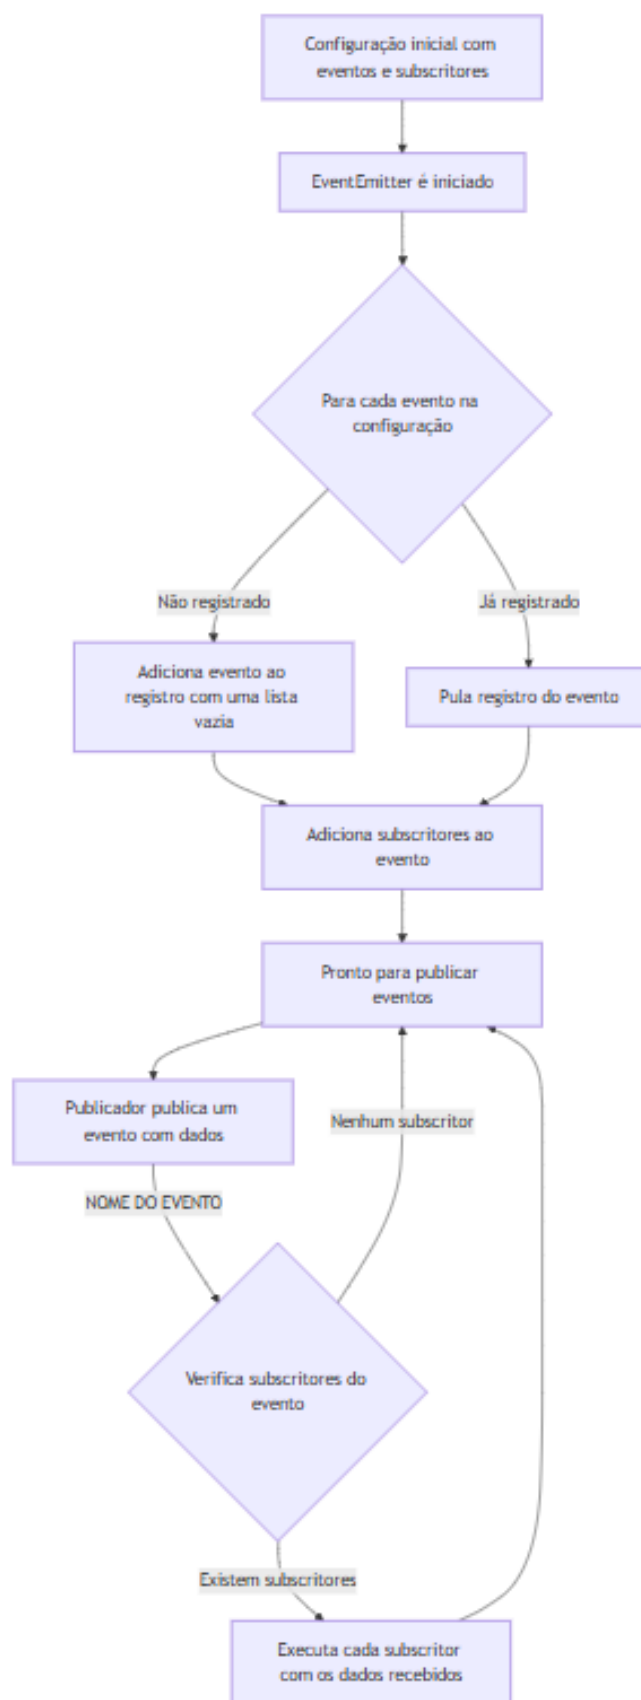 Configuração inicial com
eventos e subscritores
EventEmitter é iniciado
Para cada evento na
configuração
Não registrado
Já registrado
Adiciona evento ao
registro com uma lista
vazia
Pula registro do evento
Adiciona subscritores ao
evento
Pronto para publicar
eventos
Publicador publica um
evento com dados
Nenhum subscritor
NOME DO EVENTO
Verifica subscritores do
evento
Existem subscritores
Executa cada subscritor
com os dados recebidos